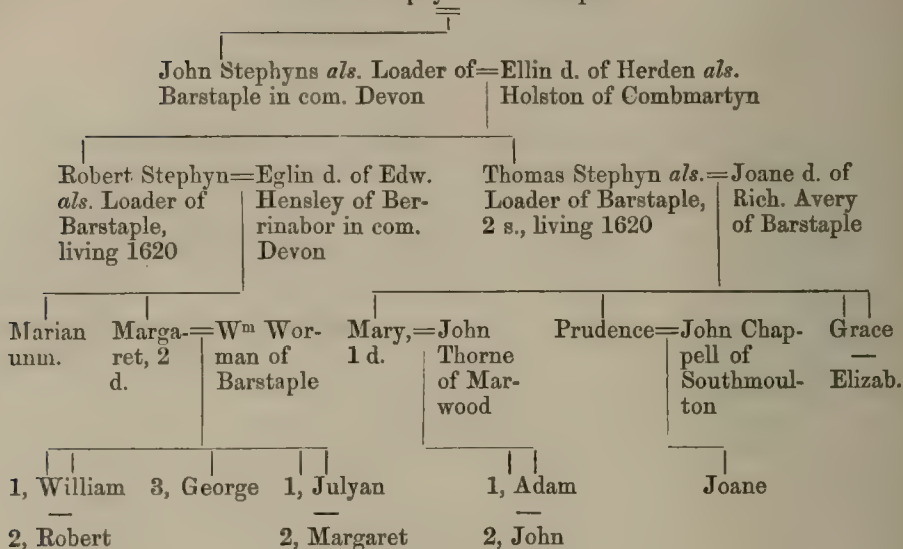 John Stephyns als. Loader of=Ellin d. of Herden als.
Barstaple in com. Devon Holston of Combmartyn
Robert Stephyn=Eglin d. of Edw.
als. Loader of Hensley of Ber-
Barstaple, rinabor in com.
living 1620 Devon
Thomas Stephyn als.=Joane d. of
Loader of Barstaple, Rich. Avery
2 s., living 1620 of Barstaple
Marian
unm.
Marga-=Wm Wor-
ret, 2 man of
d. Barstaple
Mary,=John
1 d. Thorne
of Mar-
wood
Prudence=John Chap-
pell of
Southmoul-
ton
Grace
—
Elizab.
1, William 3, George 1, Julyan 1, Adam Joane
— — —
2, Robert 2, Margaret 2, John